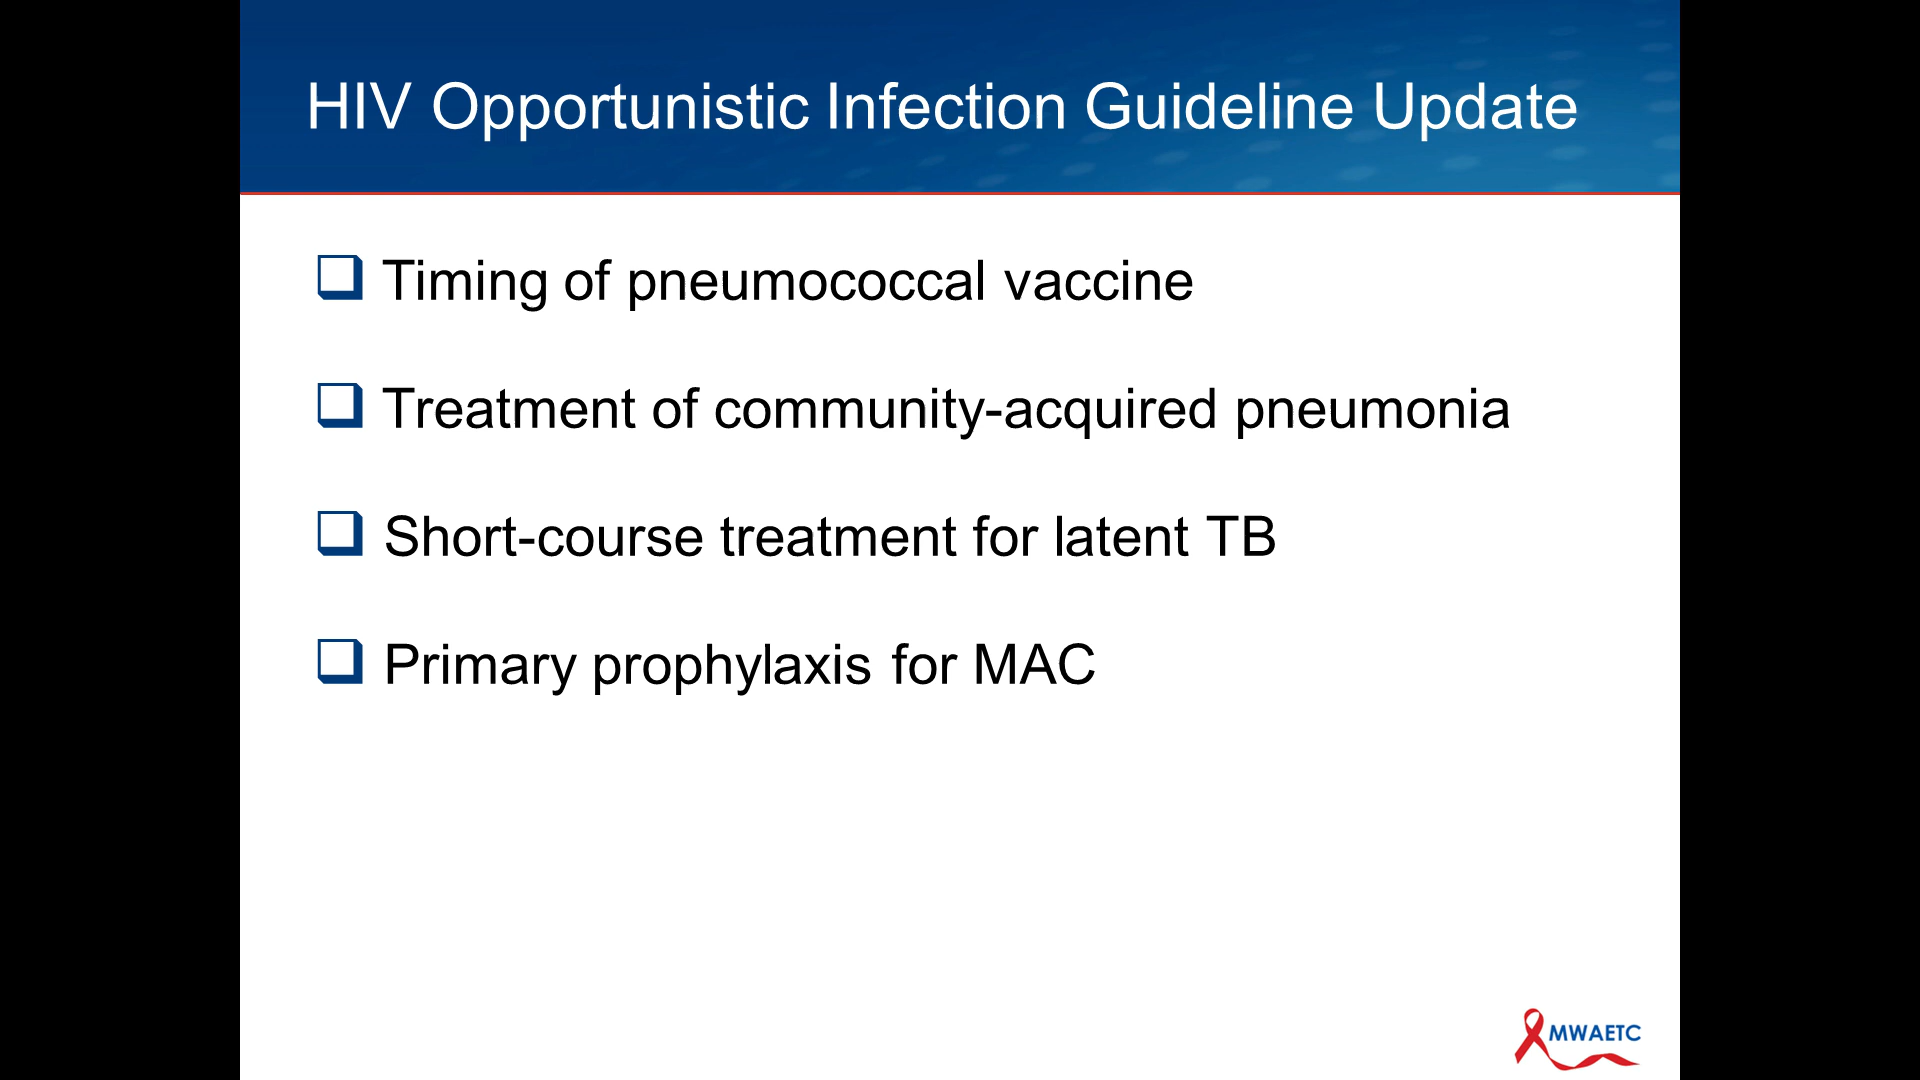 HIV Opportunistic Infection Guideline Update
Timing of pneumococcal vaccine
Treatment of community-acquired pneumonia
Short-course treatment for latent TB
Primary prophylaxis for MAC
MWAETC